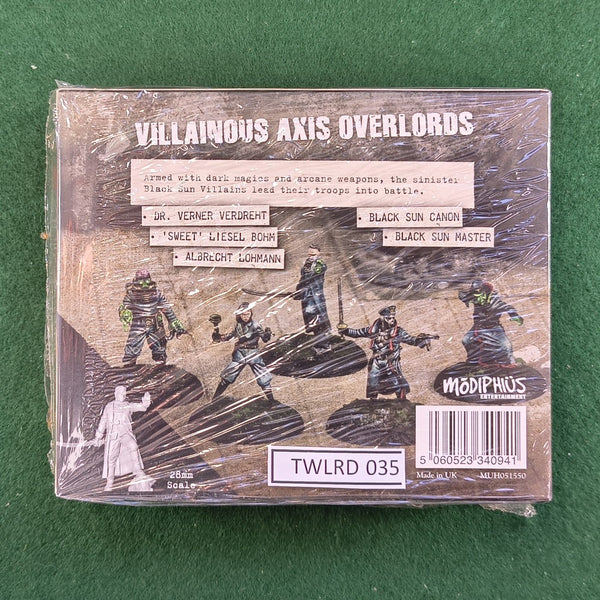 VILLAINOUS AXIS OVERLORDS
Armed with dark magics and arcane weapons, the sinister
Black Sun Villains lead their troops into battle.
• DR. VERNER VERDREHT
• 'SWEET' LIESEL BOHM
• ALBRECHT LOHMANN
• BLACK SUN CANON
• BLACK SUN MASTER
MODIPHIÜS
ENTERTAINMENT
28mm
Scale
TWLRD 035
5 060523 340941
Made in UK
MUH051550